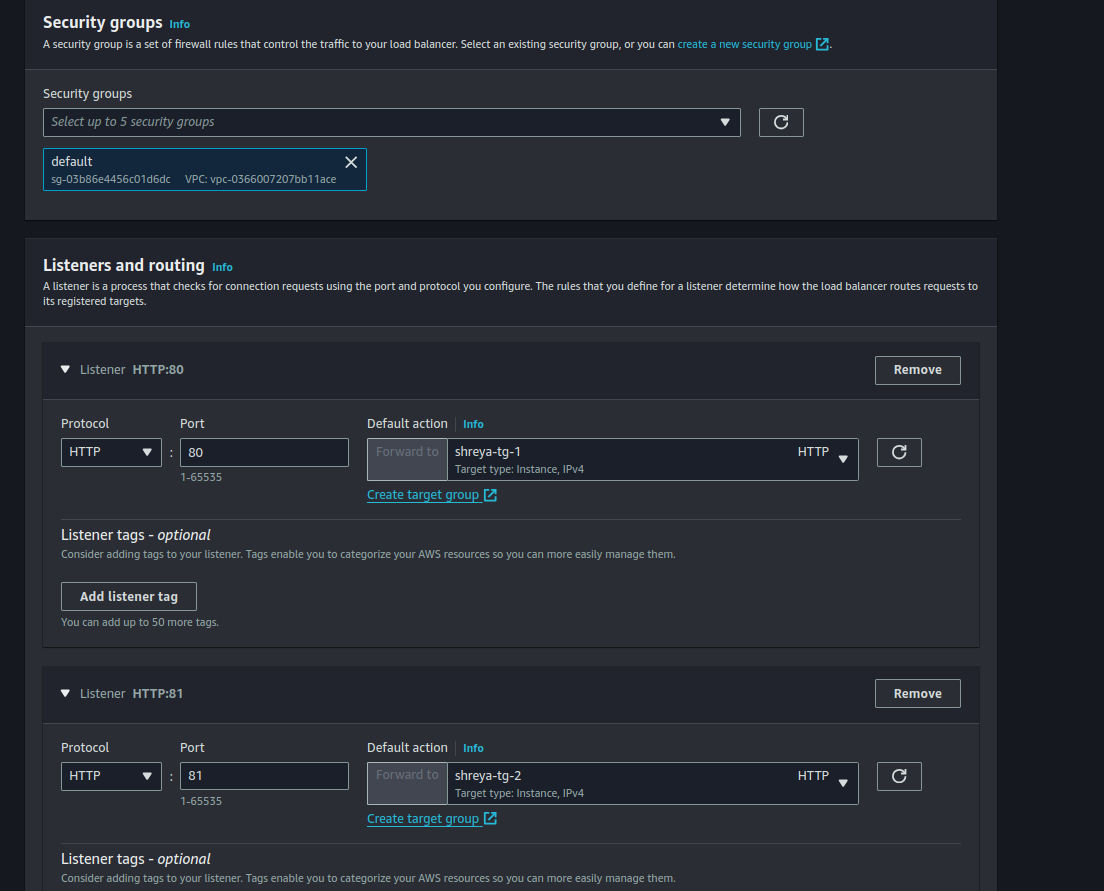 Security groups Info
A security group is a set of firewall rules that control the traffic to your load balancer. Select an existing security group, or you can create a new security group.
Security groups
Select up to 5 security groups
default
sg-03b86e4456c01d6dc VPC: vpc-0366007207bb11ace
Listeners and routing Info
A listener is a process that checks for connection requests using the port and protocol you configure. The rules that you define for a listener determine how the load balancer routes requests to
its registered targets.
Listener HTTP:80
Remove
Protocol Port Default action Info
HTTP : 80 Forward to shreya-tg-1 HTTP
Target type: Instance, IPv4
1-65535
Create target group
Listener tags - optional
Consider adding tags to your listener. Tags enable you to categorize your AWS resources so you can more easily manage them.
Add listener tag
You can add up to 50 more tags.
Listener HTTP:81
Remove
Protocol Port Default action Info
HTTP : 81 Forward to shreya-tg-2 HTTP
Target type: Instance, IPv4
1-65535
Create target group
Listener tags - optional
Consider adding tags to your listener. Tags enable you to categorize your AWS resources so you can more easily manage them.